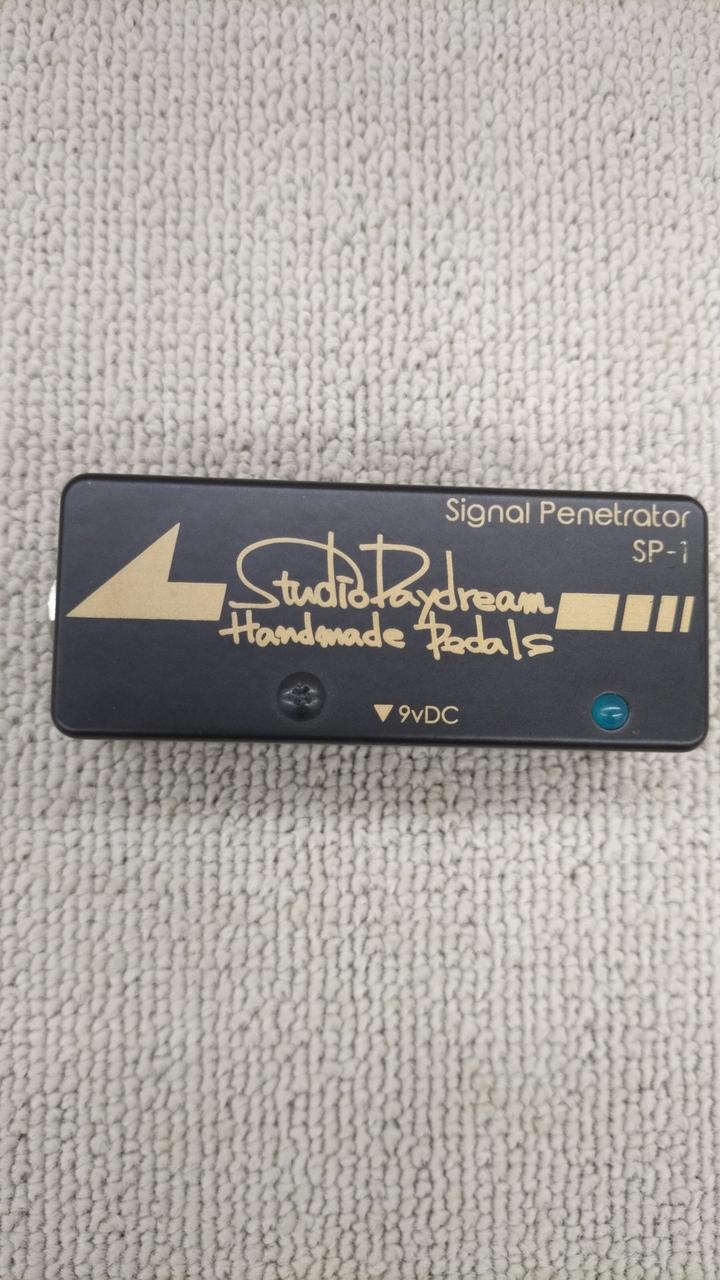 Signal Penetrator
SP-1
StudioDaydream
Handmade Pedals
▼9vDC